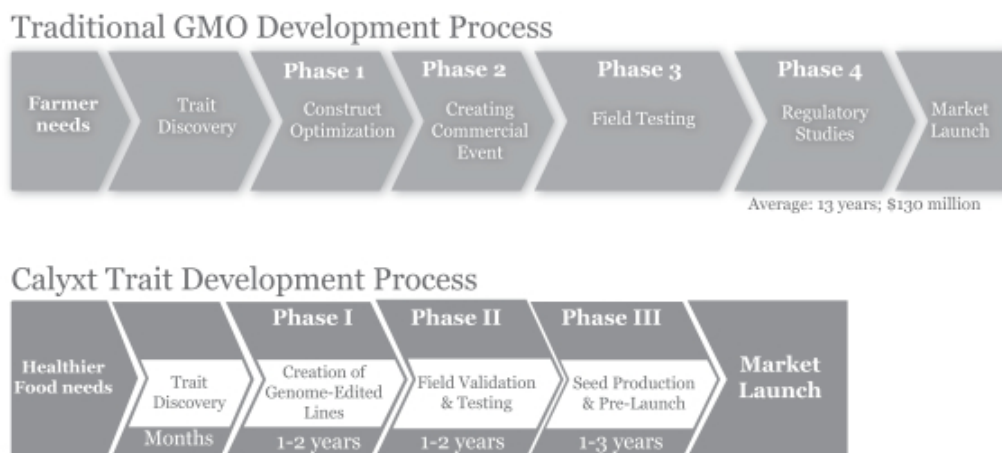 Traditional GMO Development Process
Farmer
needs
Trait
Discovery
Phase 1
Construct
Optimization
Phase 2
Creating
Commercial
Event
Phase 3
Field Testing
Phase 4
Regulatory
Studies
Market
Launch
Average: 13 years; $130 million
Calyxt Trait Development Process
Healthier
Food needs
Trait
Discovery
Months
Phase I
Creation of
Genome-Edited
Lines
1-2 years
Phase II
Field Validation
& Testing
1-2 years
Phase III
Seed Production
& Pre-Launch
1-3 years
Market
Launch